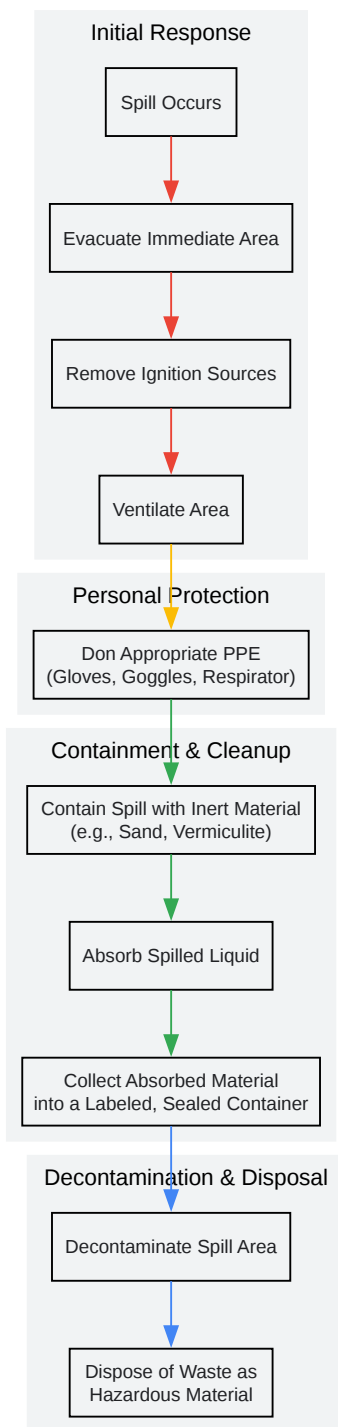 Initial Response
Spill Occurs
Evacuate Immediate Area
Remove Ignition Sources
Ventilate Area
Personal Protection
Don Appropriate PPE
(Gloves, Goggles, Respirator)
Containment & Cleanup
Contain Spill with Inert Material
(e.g., Sand, Vermiculite)
Absorb Spilled Liquid
Collect Absorbed Material
into a Labeled, Sealed Container
Decontamination & Disposal
Decontaminate Spill Area
Dispose of Waste as
Hazardous Material